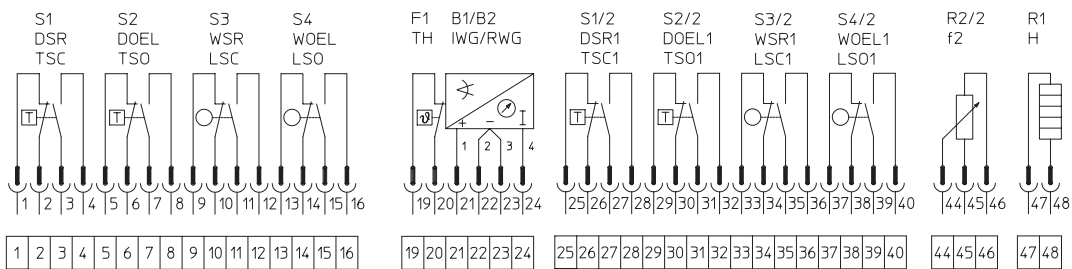 S1 S2 S3 S4 F1 B1/B2 S1/2 S2/2 S3/2 S4/2 R2/2 R1
DSR DOEL WSR WOEL TH IWG/RWG DSR1 DOEL1 WSR1 WOEL1 f2 H
TSC TSO LSC LSO TSC1 TSO1 LSC1 LSO1
T T ϑ T T
+ − I
1 2 3 4
1 2 3 4 5 6 7 8 9 10 11 12 13 14 15 16 19 20 21 22 23 24 25 26 27 28 29 30 31 32 33 34 35 36 37 38 39 40 44 45 46 47 48
1 2 3 4 5 6 7 8 9 10 11 12 13 14 15 16 19 20 21 22 23 24 25 26 27 28 29 30 31 32 33 34 35 36 37 38 39 40 44 45 46 47 48